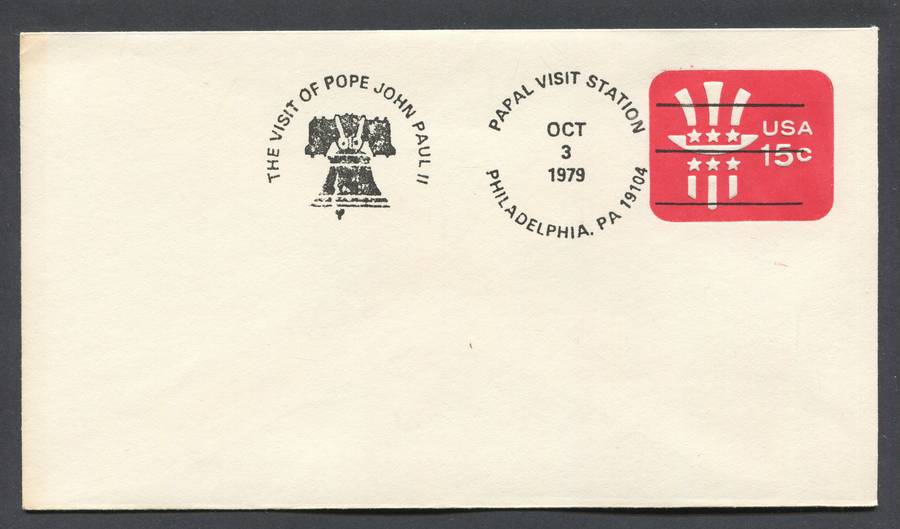 THE VISIT OF POPE JOHN PAUL II
PAPAL VISIT STATION
OCT
3
1979
PHILADELPHIA, PA 19104
USA
15c